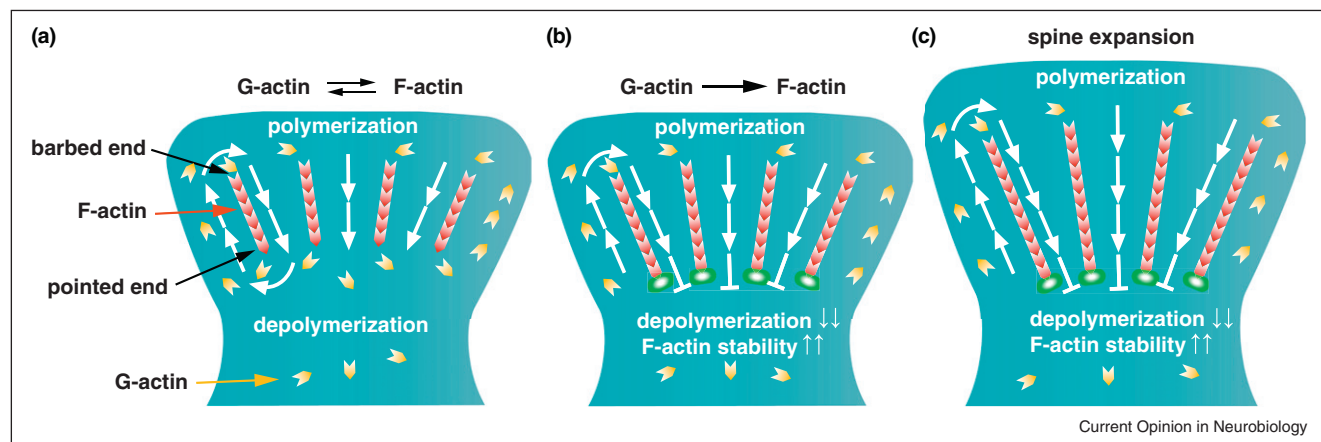 (a)
G-actin ⇌ F-actin
polymerization
barbed end
F-actin
pointed end
depolymerization
G-actin
(b)
G-actin → F-actin
polymerization
depolymerization ↓↓
F-actin stability ↑↑
(c)
spine expansion
polymerization
depolymerization ↓↓
F-actin stability ↑↑
Current Opinion in Neurobiology